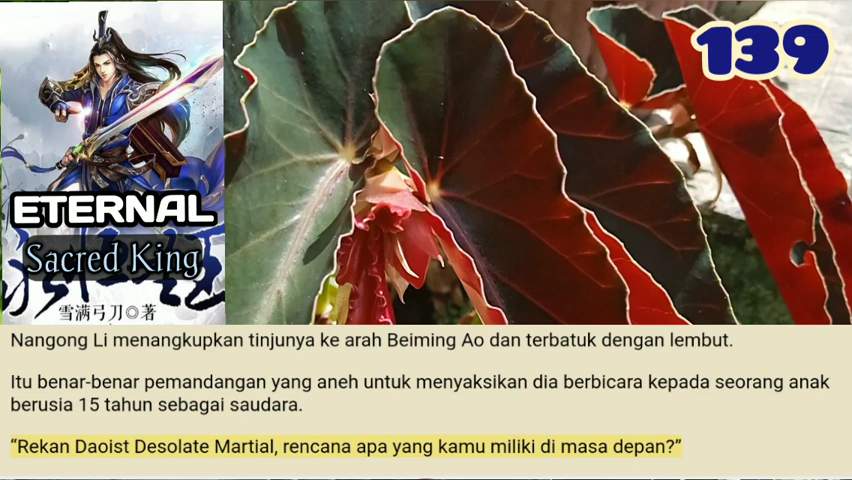 139
ETERNAL
Sacred King
雪满弓刀◎著
Nangong Li menangkupkan tinjunya ke arah Beiming Ao dan terbatuk dengan lembut.
Itu benar-benar pemandangan yang aneh untuk menyaksikan dia berbicara kepada seorang anak
berusia 15 tahun sebagai saudara.
“Rekan Daoist Desolate Martial, rencana apa yang kamu miliki di masa depan?”